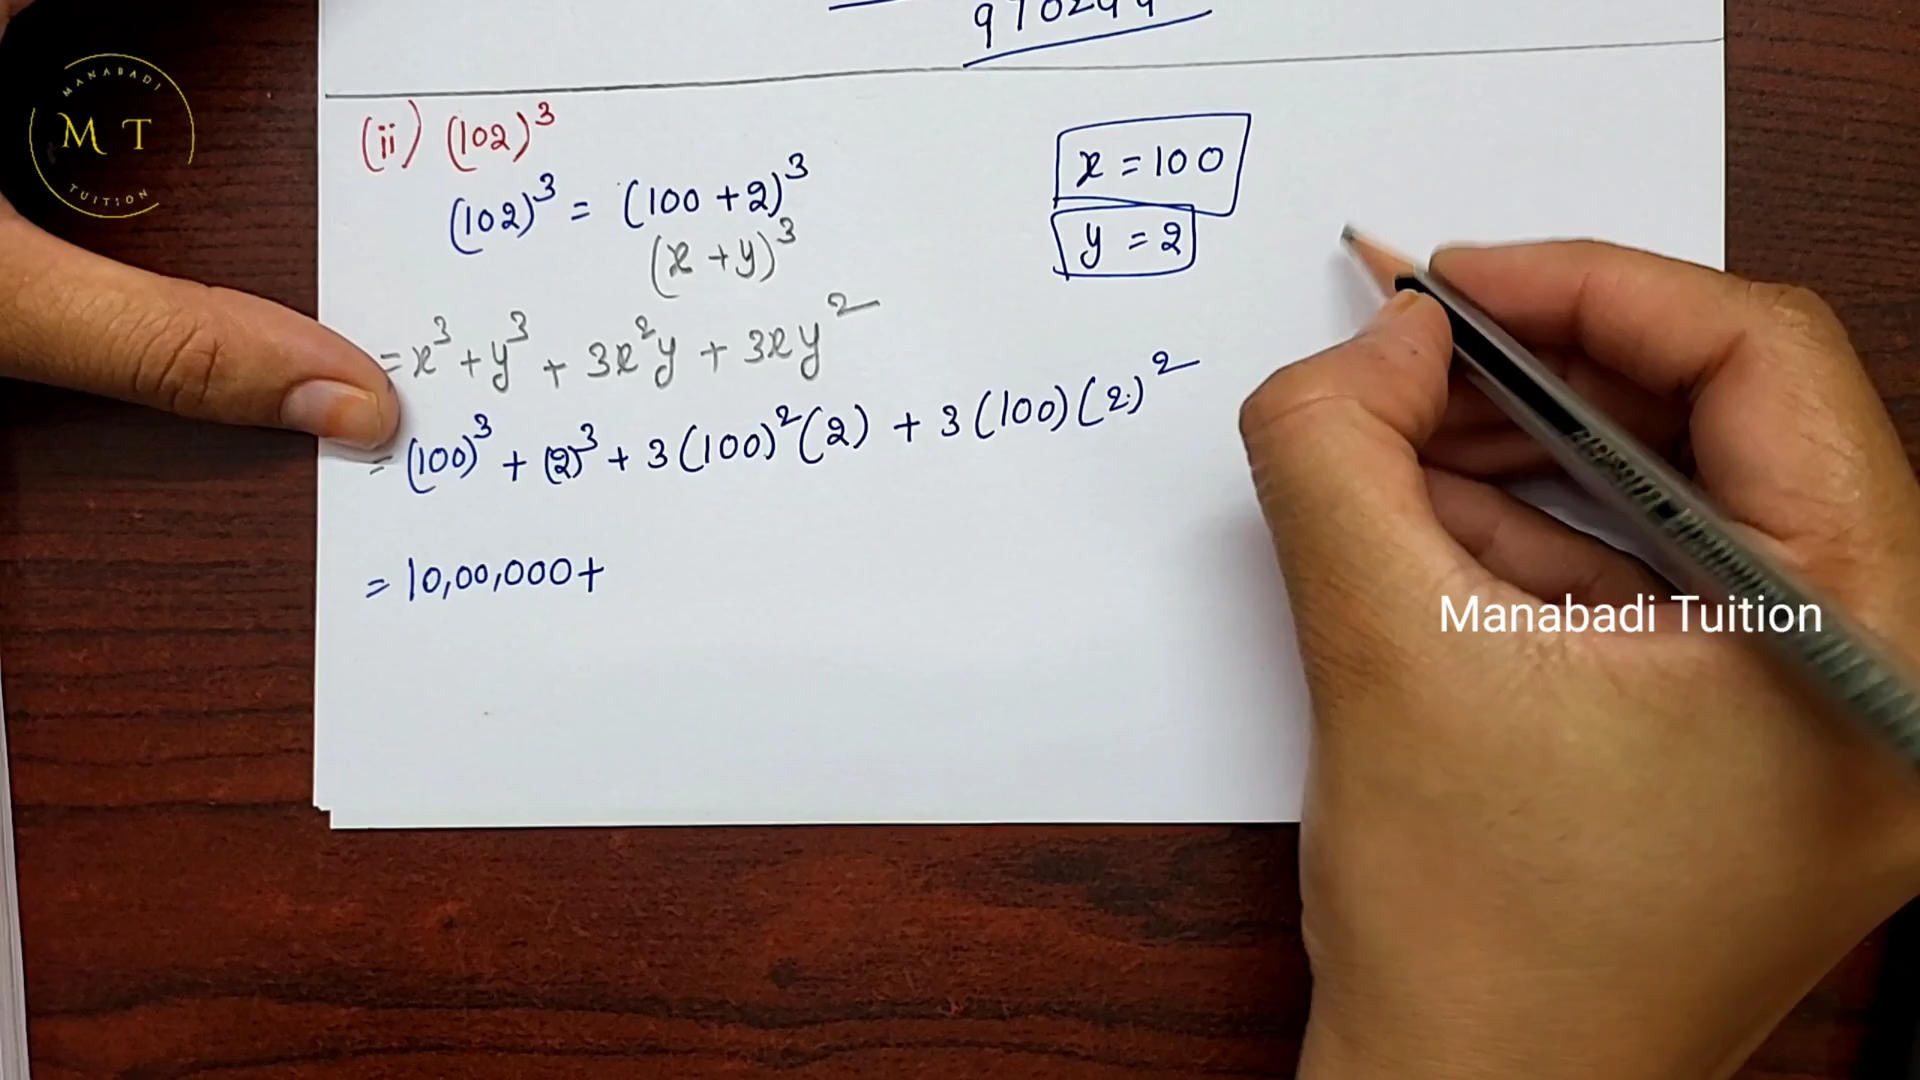 970299
MANABADI
M T
TUITION
(ii) (102)³
(102)³ = (100 + 2)³
(x + y)³
x = 100
y = 2
= x³ + y³ + 3x²y + 3xy²
= (100)³ + (2)³ + 3(100)²(2) + 3(100)(2)²
= 10,00,000 +
Manabadi Tuition